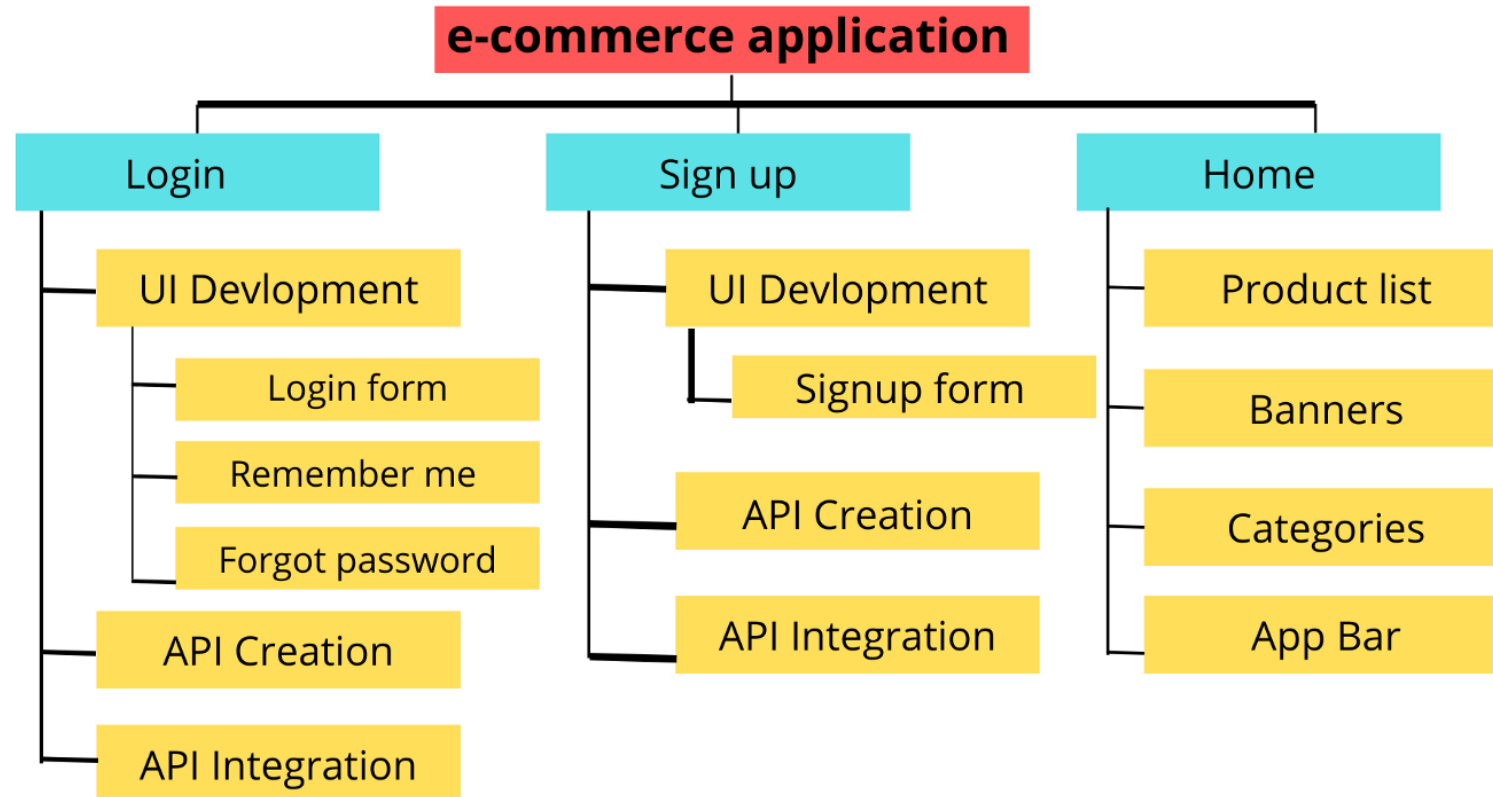 e-commerce application
Login
UI Devlopment
Login form
Remember me
Forgot password
API Creation
API Integration
Sign up
UI Devlopment
Signup form
API Creation
API Integration
Home
Product list
Banners
Categories
App Bar